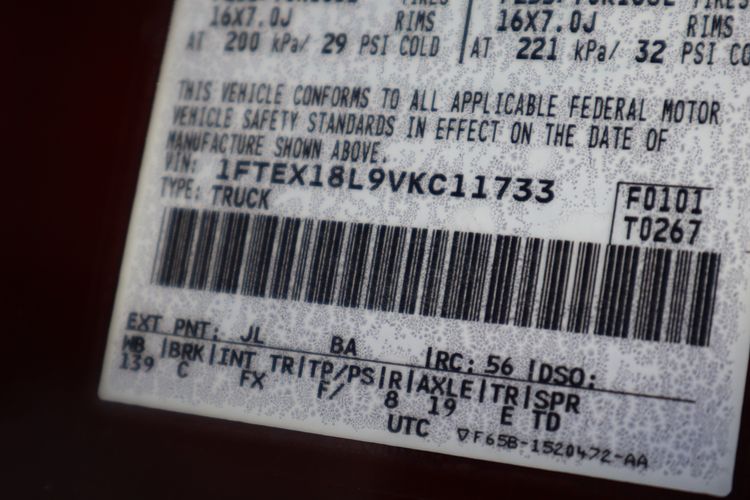 16X7.0J RIMS 16X7.0J RIMS
AT 200 kPa/ 29 PSI COLD AT 221 kPa/ 32 PSI
THIS VEHICLE CONFORMS TO ALL APPLICABLE FEDERAL MOTOR
VEHICLE SAFETY STANDARDS IN EFFECT ON THE DATE OF
MANUFACTURE SHOWN ABOVE.
VIN: 1FTEX18L9VKC11733
F0101
TYPE: TRUCK
T0267
EXT PNT: JL BA RC: 56 DSO:
WB BRK INT TR TP/PS R AXLE TR SPR
139 C FX F/ 8 19 E TD
UTC ▽F65B-1520472-AA